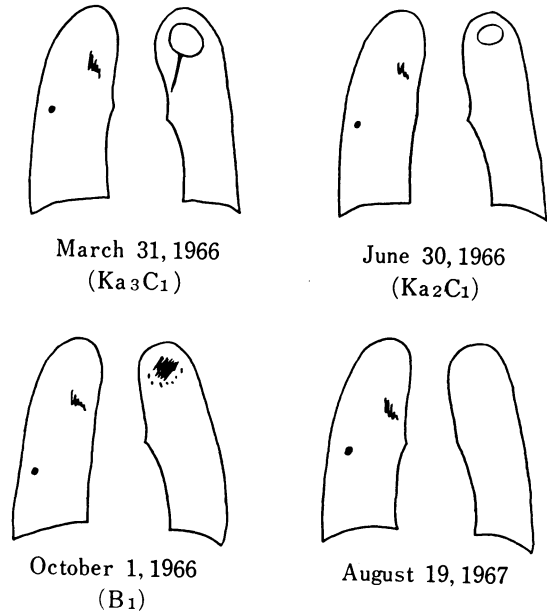 March 31, 1966
(Ka3C1)
June 30, 1966
(Ka2C1)
October 1, 1966
(B1)
August 19, 1967